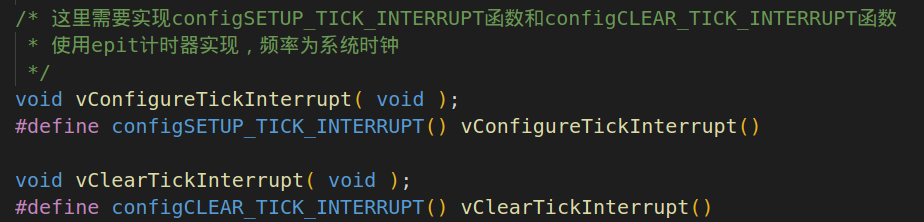 /* 这里需要实现configSETUP_TICK_INTERRUPT函数和configCLEAR_TICK_INTERRUPT函数
 * 使用epit计时器实现，频率为系统时钟
 */
void vConfigureTickInterrupt( void );
#define configSETUP_TICK_INTERRUPT() vConfigureTickInterrupt()

void vClearTickInterrupt( void );
#define configCLEAR_TICK_INTERRUPT() vClearTickInterrupt()